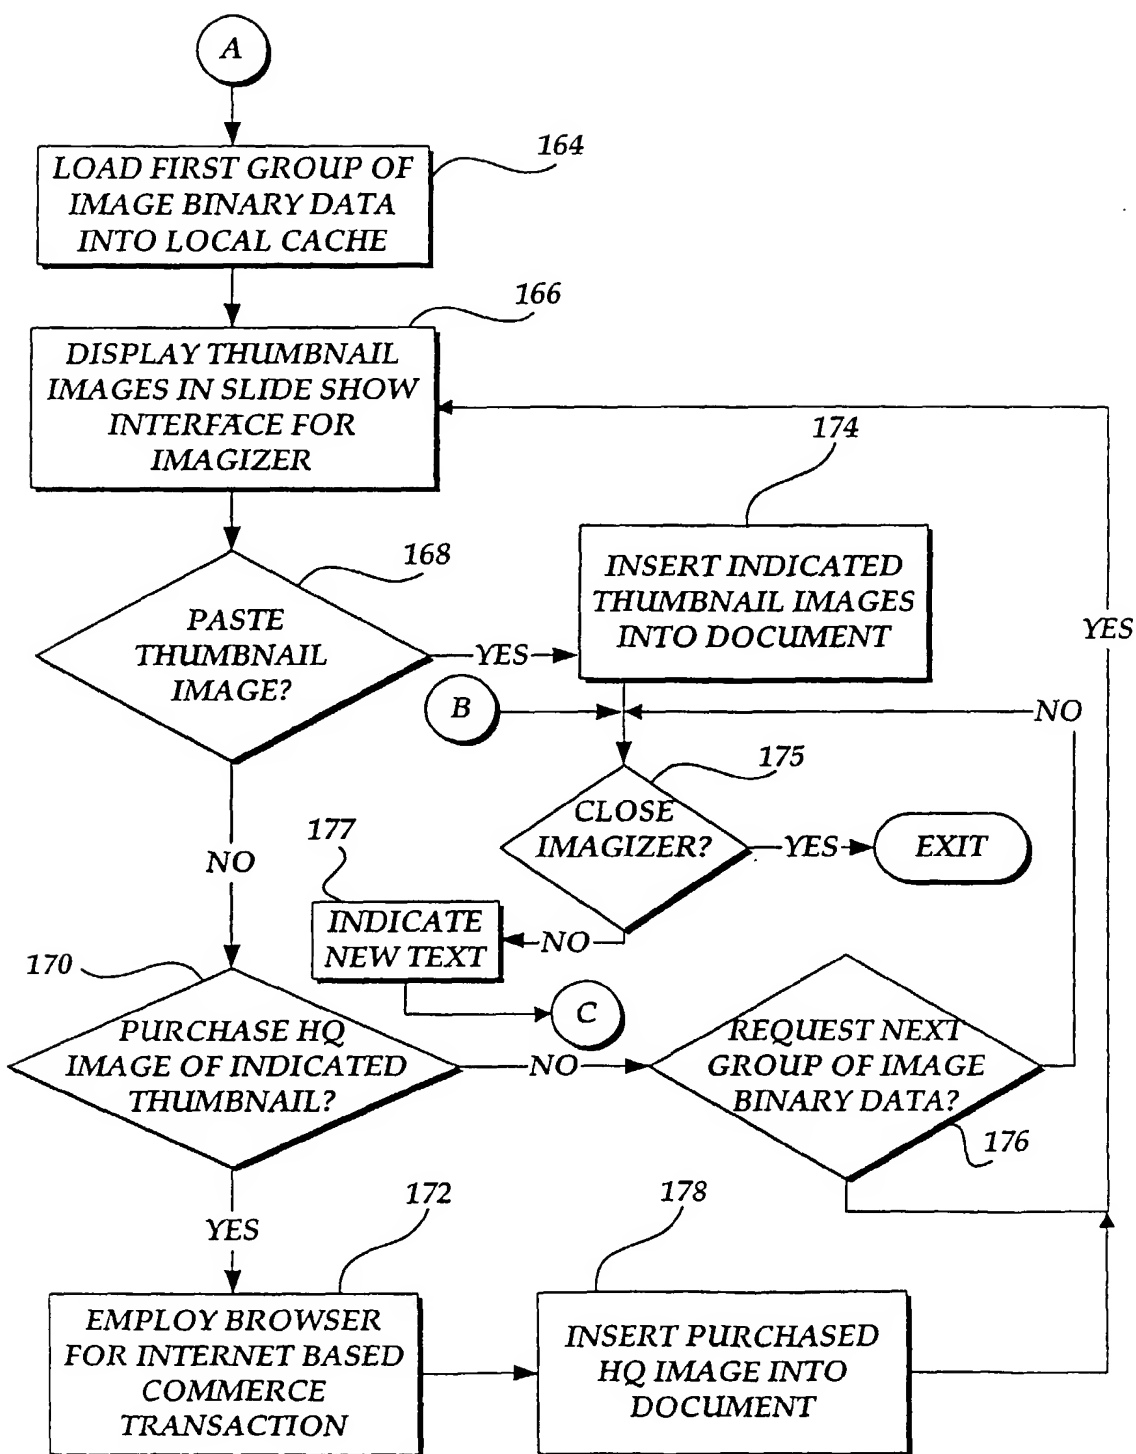 A
164
LOAD FIRST GROUP OF
IMAGE BINARY DATA
INTO LOCAL CACHE
166
DISPLAY THUMBNAIL
IMAGES IN SLIDE SHOW
INTERFACE FOR
IMAGIZER
174
INSERT INDICATED
THUMBNAIL IMAGES
INTO DOCUMENT
168
PASTE
THUMBNAIL
IMAGE?
YES
YES
B
NO
175
CLOSE
IMAGIZER?
YES
EXIT
177
INDICATE
NEW TEXT
NO
NO
C
170
PURCHASE HQ
IMAGE OF INDICATED
THUMBNAIL?
NO
REQUEST NEXT
GROUP OF IMAGE
BINARY DATA?
176
YES
172
EMPLOY BROWSER
FOR INTERNET BASED
COMMERCE
TRANSACTION
178
INSERT PURCHASED
HQ IMAGE INTO
DOCUMENT